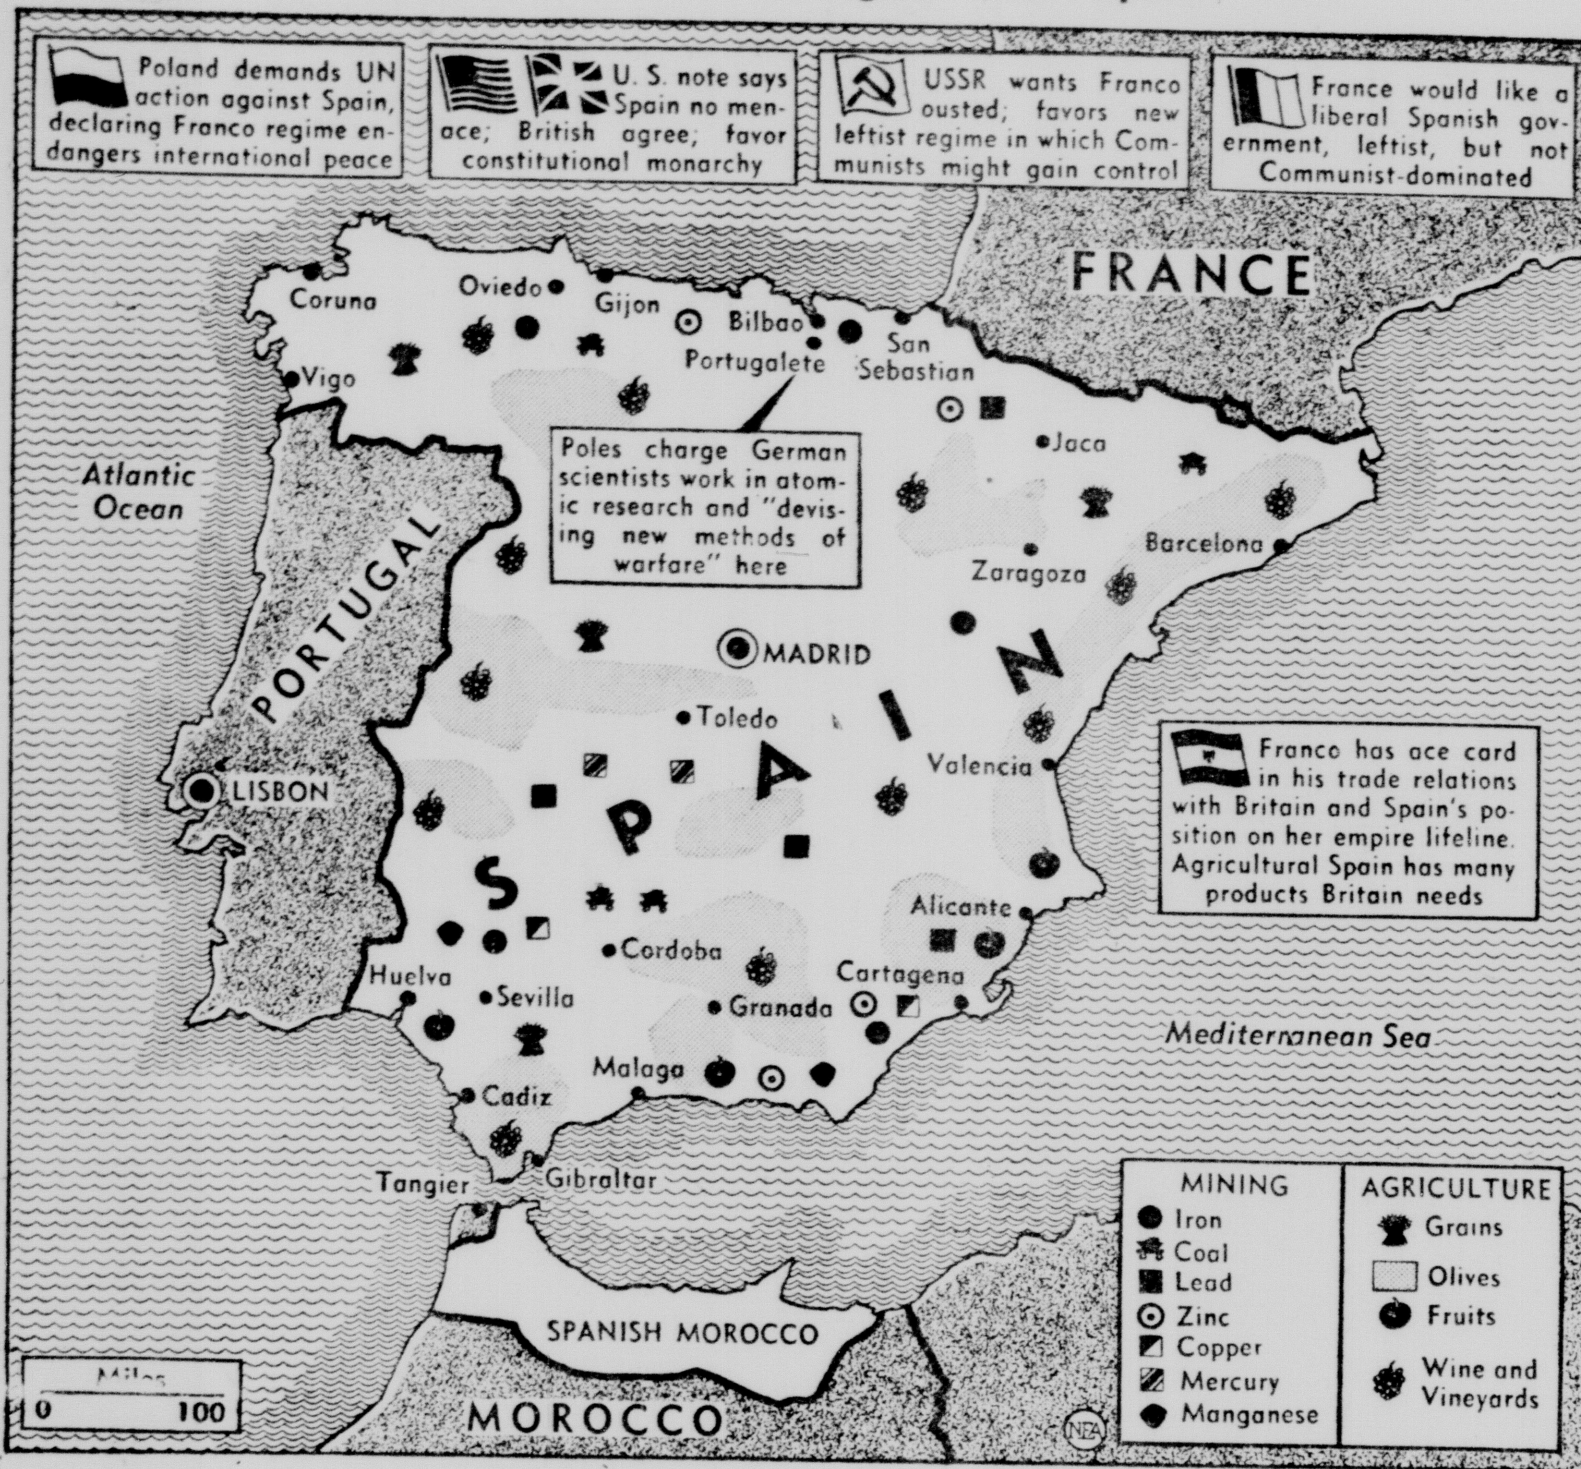 Poland demands UN
action against Spain,
declaring Franco regime en-
dangers international peace
U. S. note says
Spain no men-
ace; British agree; favor
constitutional monarchy
USSR wants Franco
ousted; favors new
leftist regime in which Com-
munists might gain control
France would like a
liberal Spanish gov-
ernment, leftist, but not
Communist-dominated
FRANCE
Coruna
Oviedo
Gijon
Bilbao
Portugalete
San
Sebastian
Vigo
Jaca
Atlantic
Ocean
Poles charge German
scientists work in atom-
ic research and "devis-
ing new methods of
warfare" here
Barcelona
Zaragoza
PORTUGAL
MADRID
Toledo
SPAIN
Valencia
LISBON
Franco has ace card
in his trade relations
with Britain and Spain's po-
sition on her empire lifeline.
Agricultural Spain has many
products Britain needs
Alicante
Cordoba
Cartagena
Huelva
Sevilla
Granada
Mediterranean Sea
Malaga
Cadiz
Tangier
Gibraltar
SPANISH MOROCCO
MOROCCO
Miles
0 100
MINING
Iron
Coal
Lead
Zinc
Copper
Mercury
Manganese
AGRICULTURE
Grains
Olives
Fruits
Wine and
Vineyards
NEA